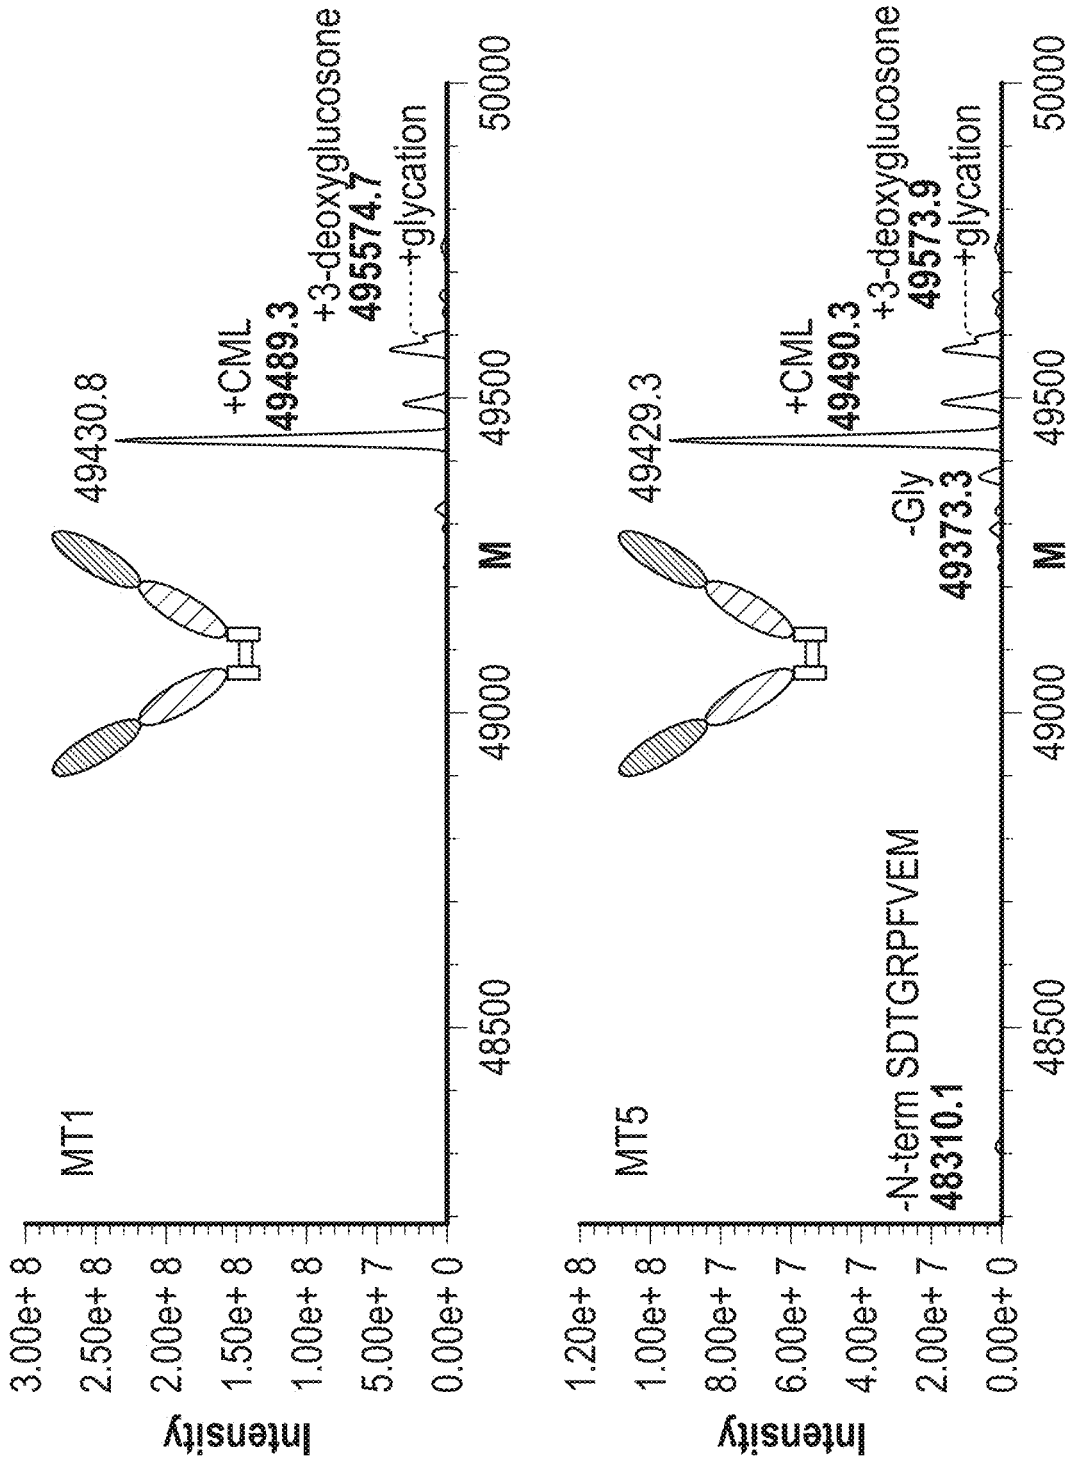 MT1
Intensity
3.00e+ 8
2.50e+ 8
2.00e+ 8
1.50e+ 8
1.00e+ 8
5.00e+ 7
0.00e+ 0
49430.8
+CML
49489.3
+3-deoxyglucosone
495574.7
+glycation
48500
49000
49500
50000
M
MT5
Intensity
1.20e+ 8
1.00e+ 8
8.00e+ 7
6.00e+ 7
4.00e+ 7
2.00e+ 7
0.00e+ 0
-N-term SDTGRPFVEM
48310.1
-Gly
49373.3
49429.3
+CML
49490.3
+3-deoxyglucosone
49573.9
+glycation
48500
49000
49500
50000
M